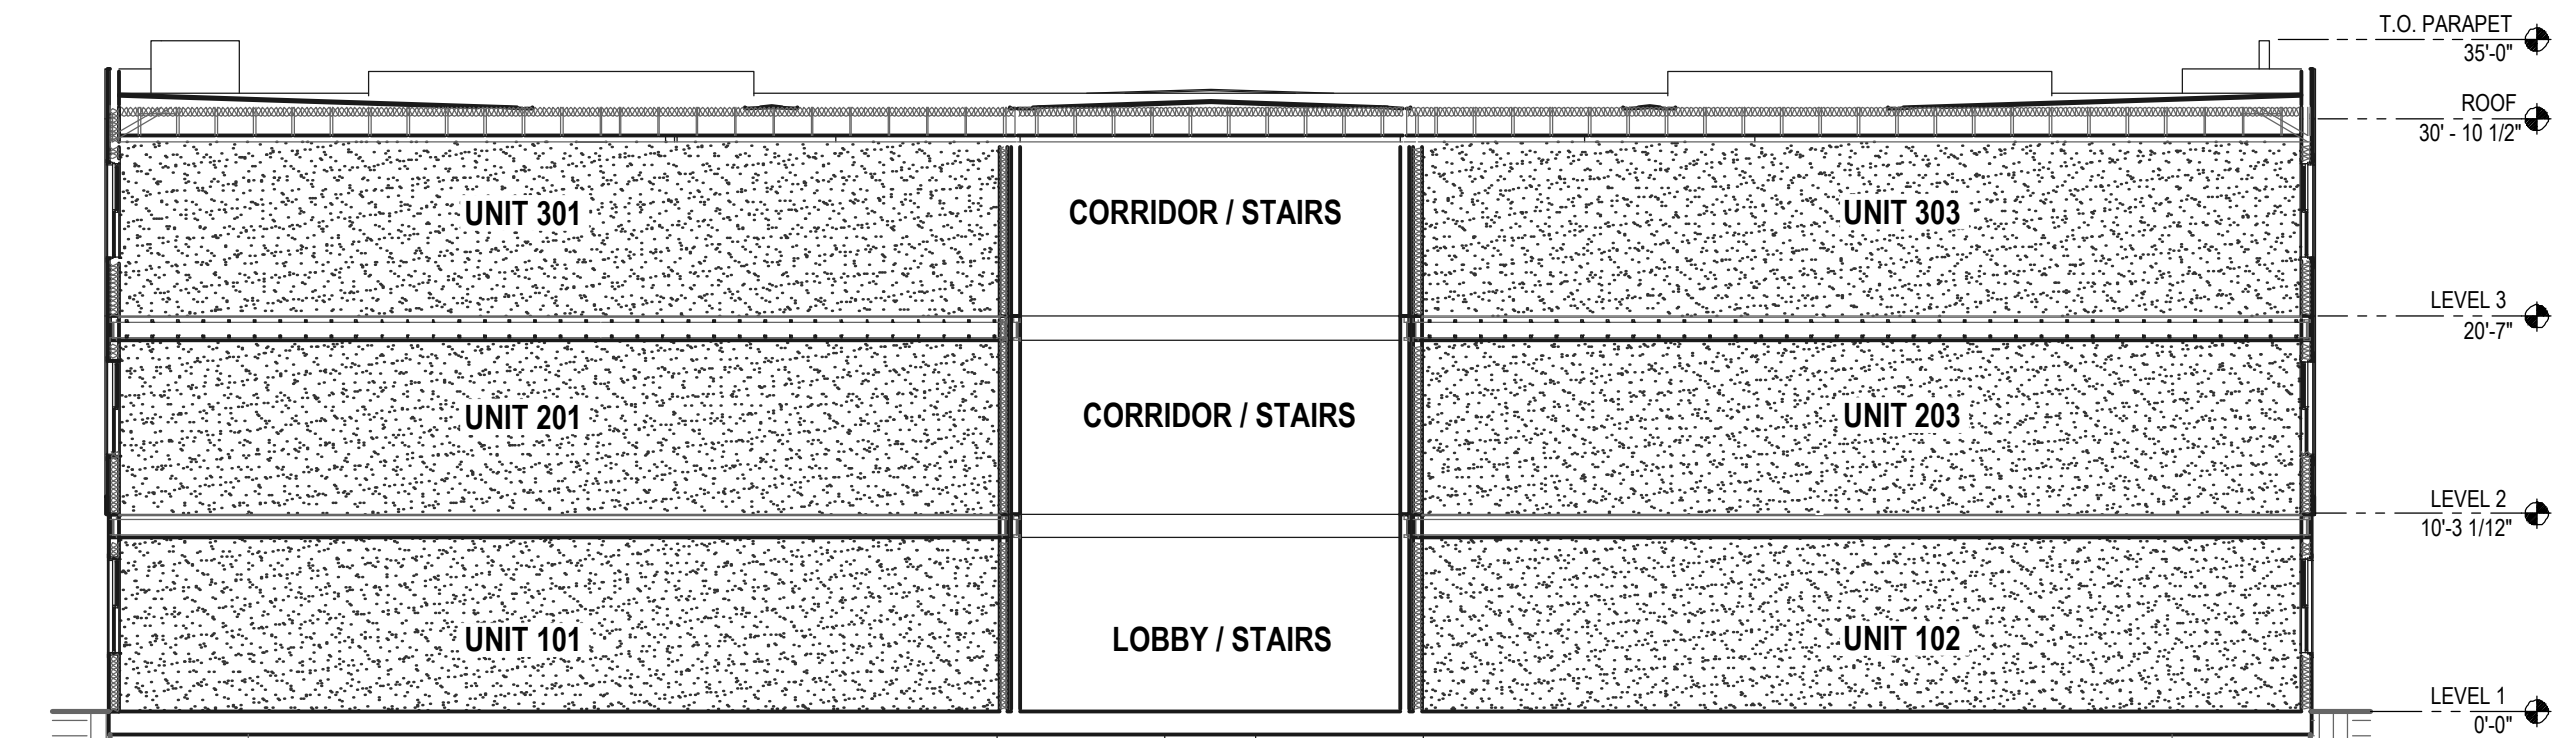 T.O. PARAPET
35'-0"
ROOF
30' - 10 1/2"
UNIT 301
CORRIDOR / STAIRS
UNIT 303
LEVEL 3
20'-7"
UNIT 201
CORRIDOR / STAIRS
UNIT 203
LEVEL 2
10'-3 1/12"
UNIT 101
LOBBY / STAIRS
UNIT 102
LEVEL 1
0'-0"